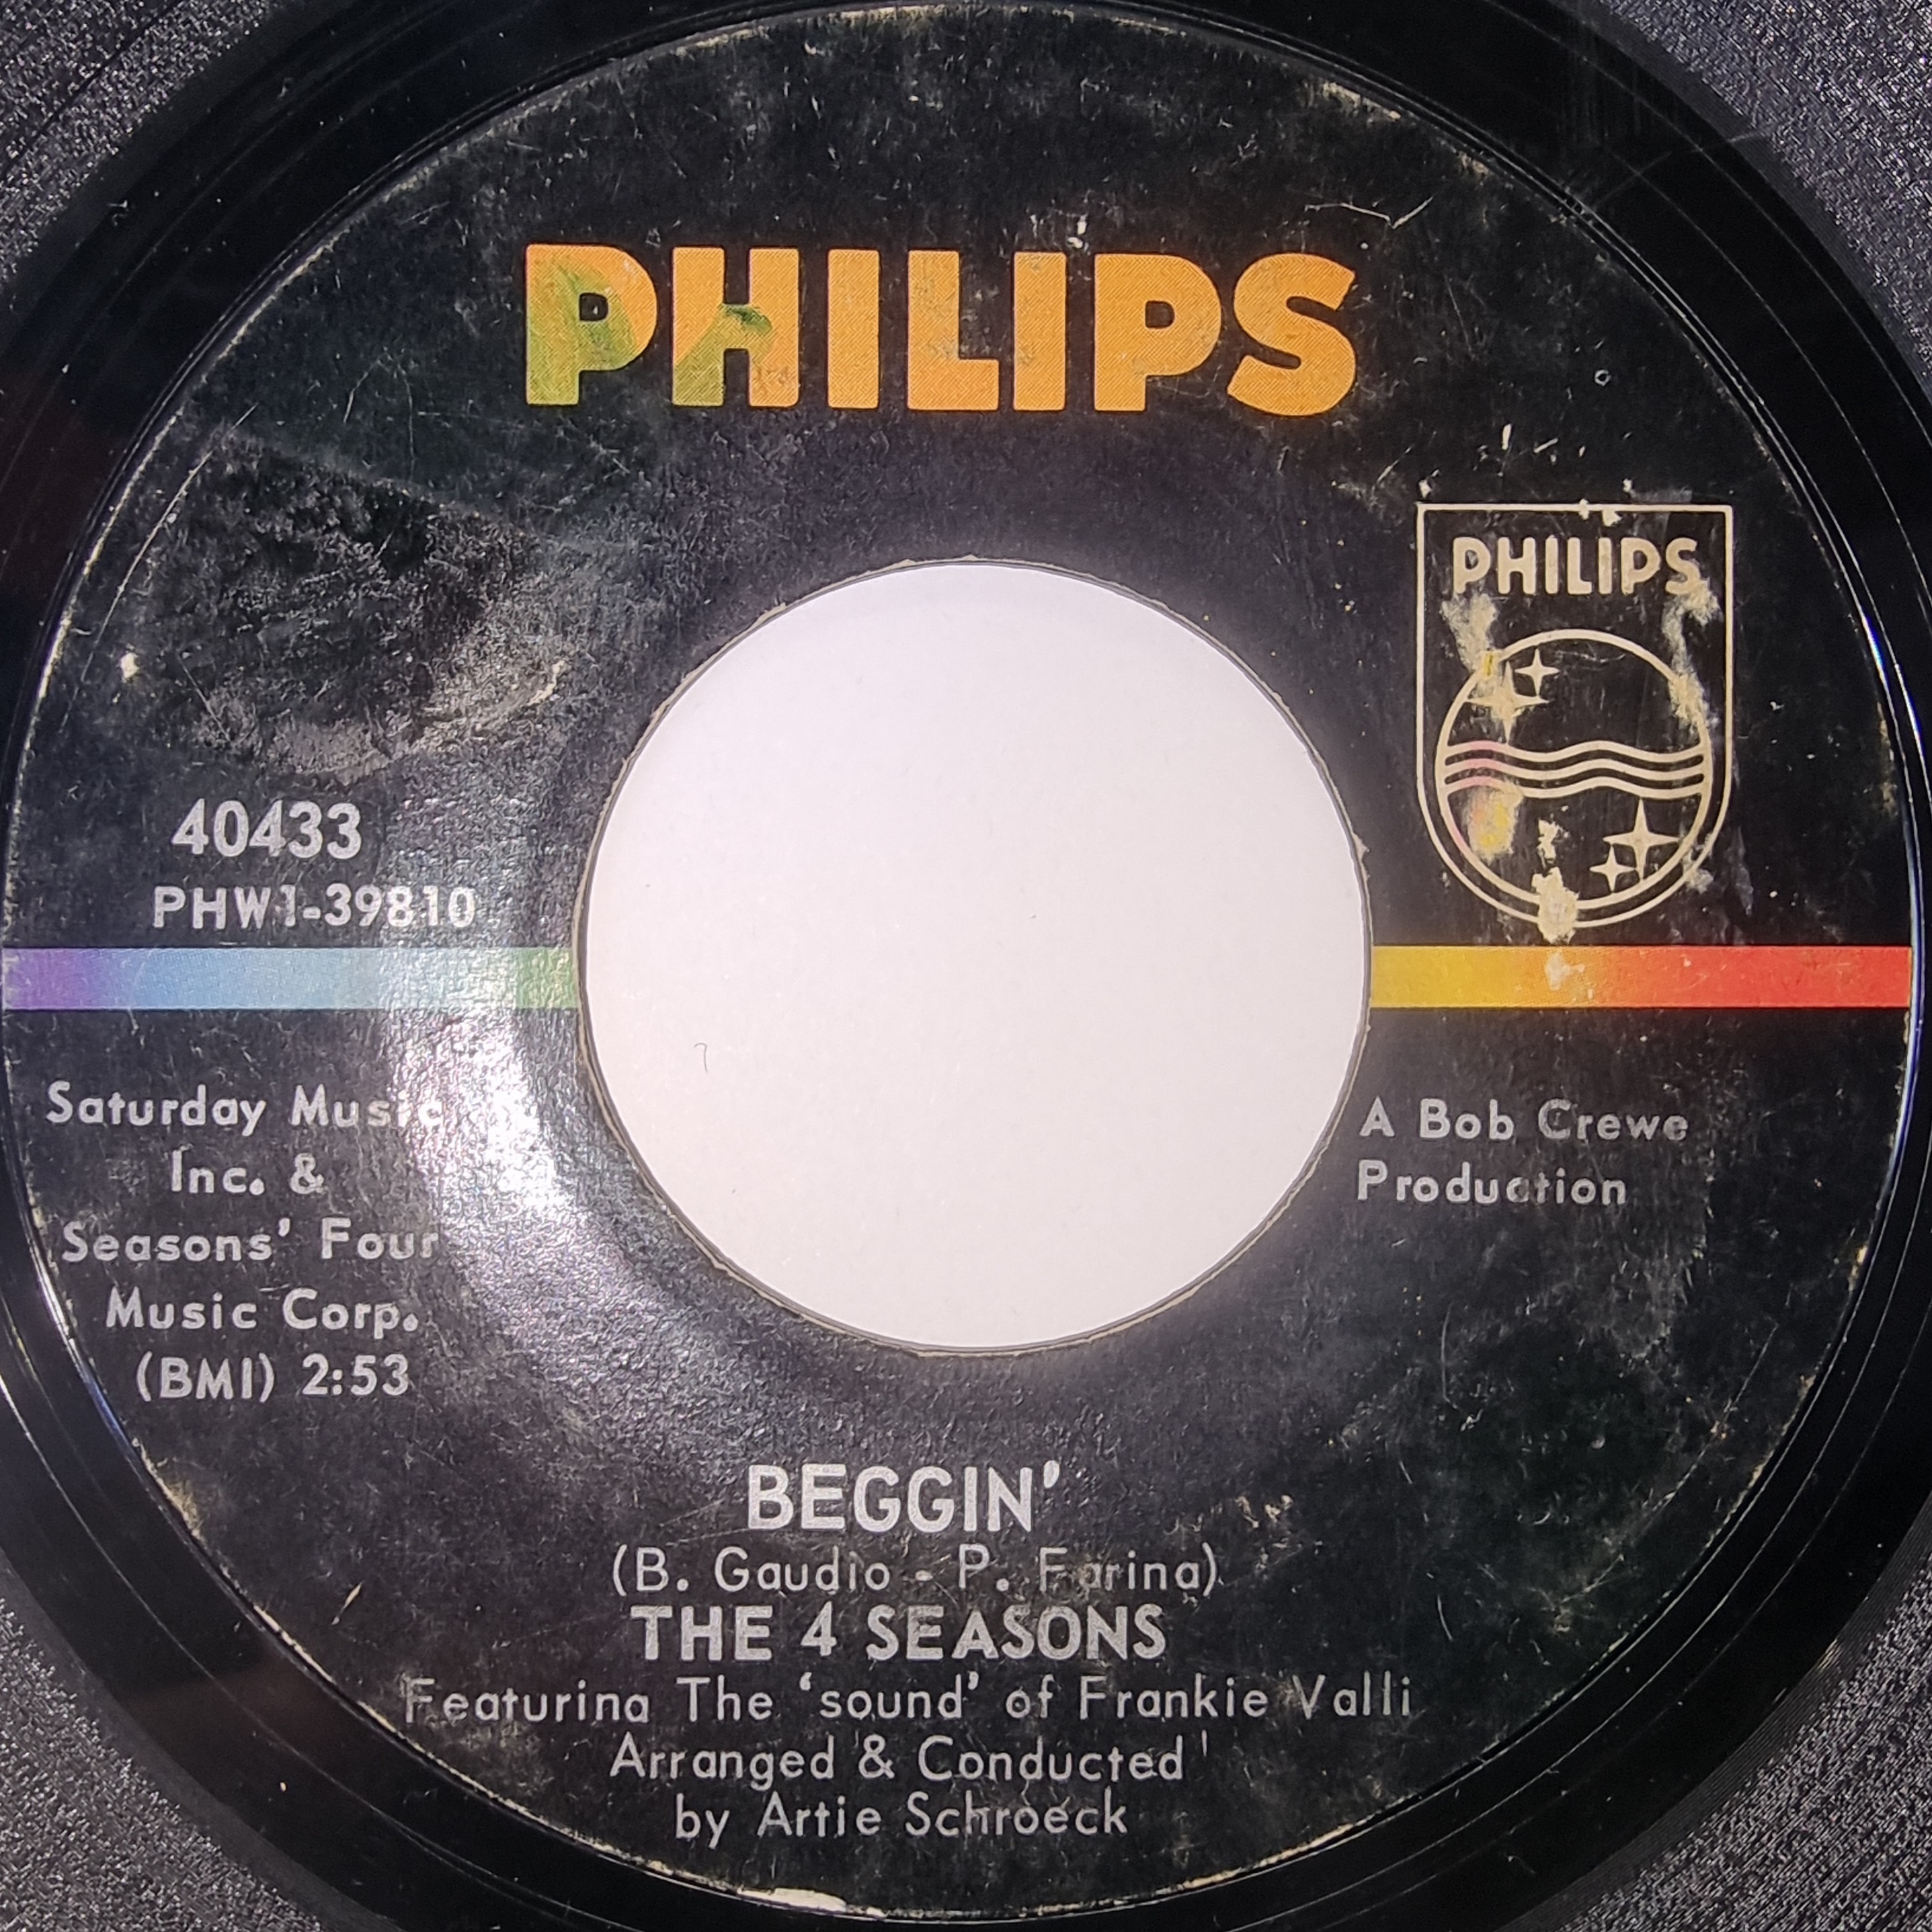 PHILIPS
PHILIPS
40433
PHW1-39810
Saturday Music
Inc. &
Seasons' Four
Music Corp.
(BMI) 2:53
A Bob Crewe
Production
BEGGIN'
(B. Gaudio - P. Farina)
THE 4 SEASONS
Featuring The 'sound' of Frankie Valli
Arranged & Conducted
by Artie Schroeck